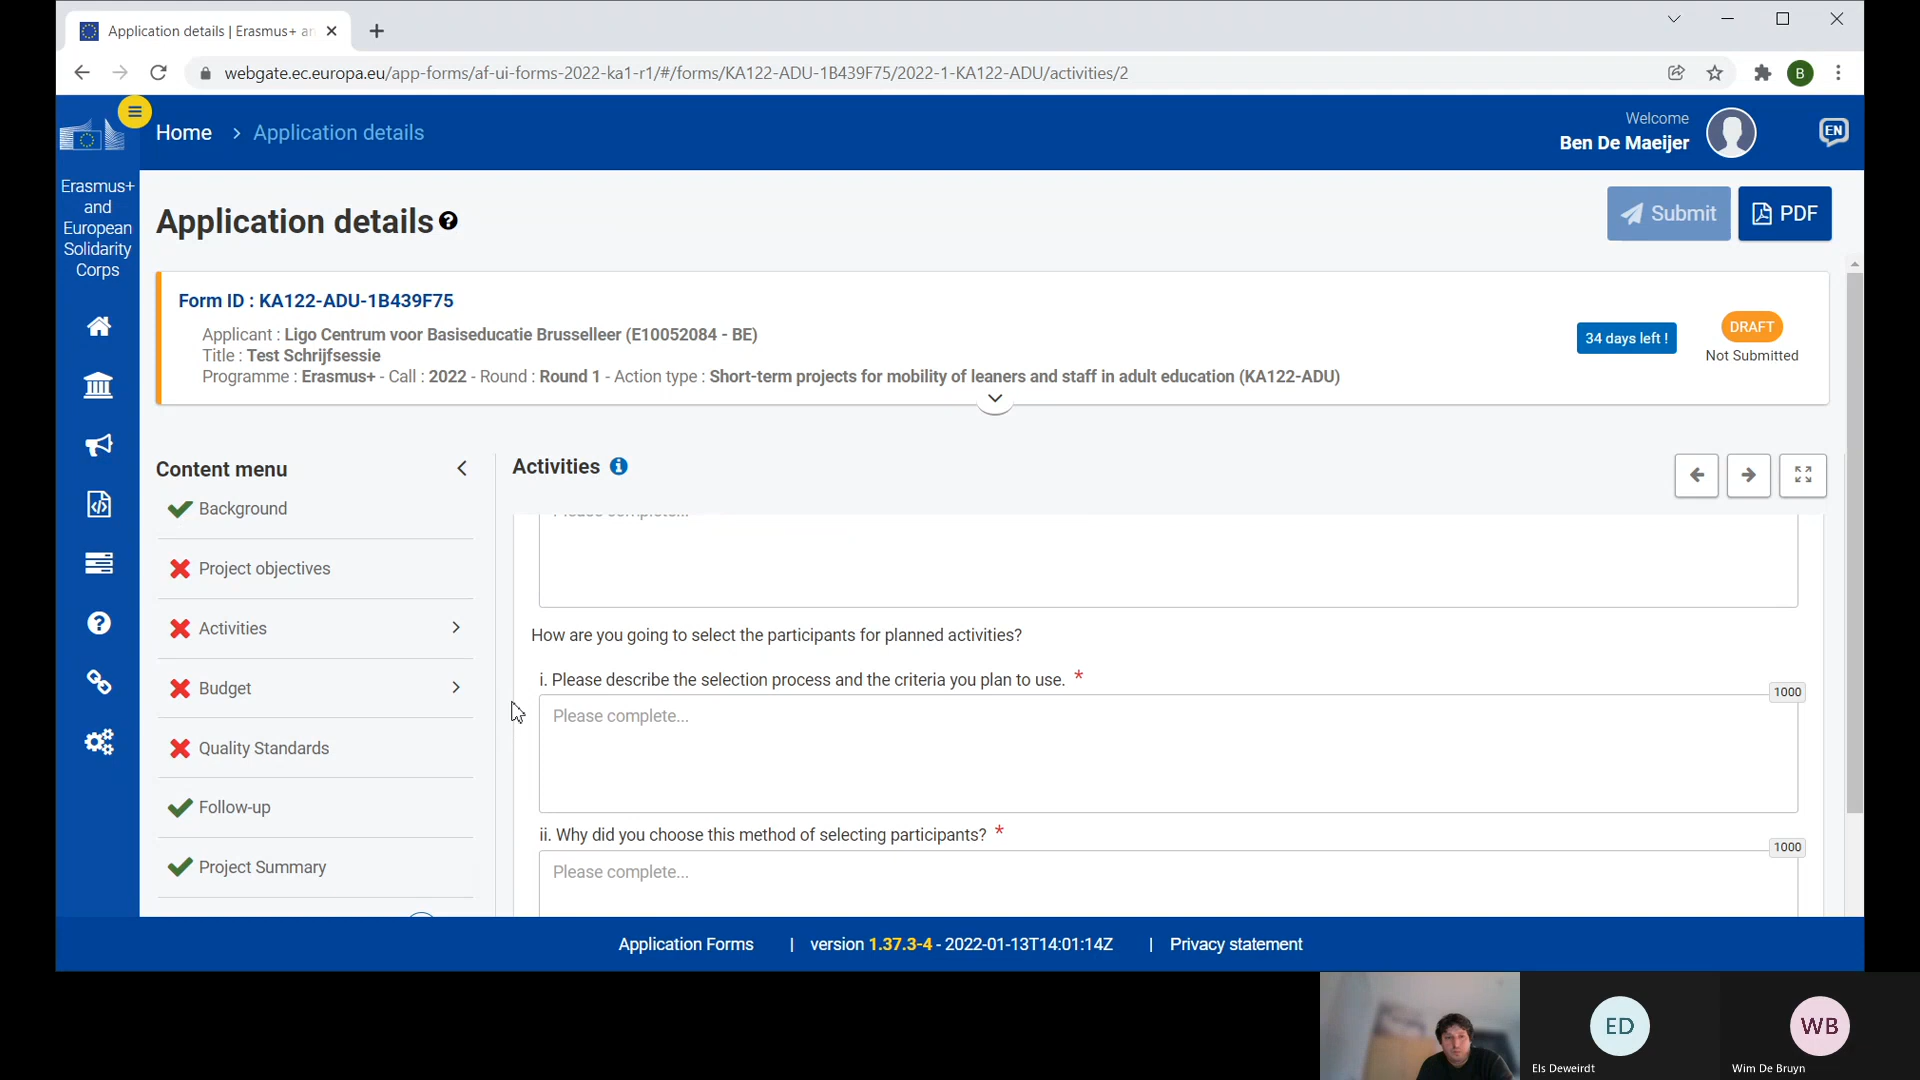 Application details | Erasmus+ an
webgate.ec.europa.eu/app-forms/af-ui-forms-2022-ka1-r1/#/forms/KA122-ADU-1B439F75/2022-1-KA122-ADU/activities/2
B
Home > Application details
Welcome
Ben De Maeijer
EN
Erasmus+
and
European
Solidarity
Corps
Application details
Submit
PDF
Form ID : KA122-ADU-1B439F75
Applicant : Ligo Centrum voor Basiseducatie Brusselleer (E10052084 - BE)
Title : Test Schrijfsessie
Programme : Erasmus+ - Call : 2022 - Round : Round 1 - Action type : Short-term projects for mobility of leaners and staff in adult education (KA122-ADU)
34 days left !
DRAFT
Not Submitted
Content menu
Background
Project objectives
Activities
Budget
Quality Standards
Follow-up
Project Summary
Activities
Please complete...
How are you going to select the participants for planned activities?
i. Please describe the selection process and the criteria you plan to use. *
1000
Please complete...
ii. Why did you choose this method of selecting participants? *
1000
Please complete...
Application Forms | version 1.37.3-4 - 2022-01-13T14:01:14Z | Privacy statement
ED
Els Deweirdt
WB
Wim De Bruyn